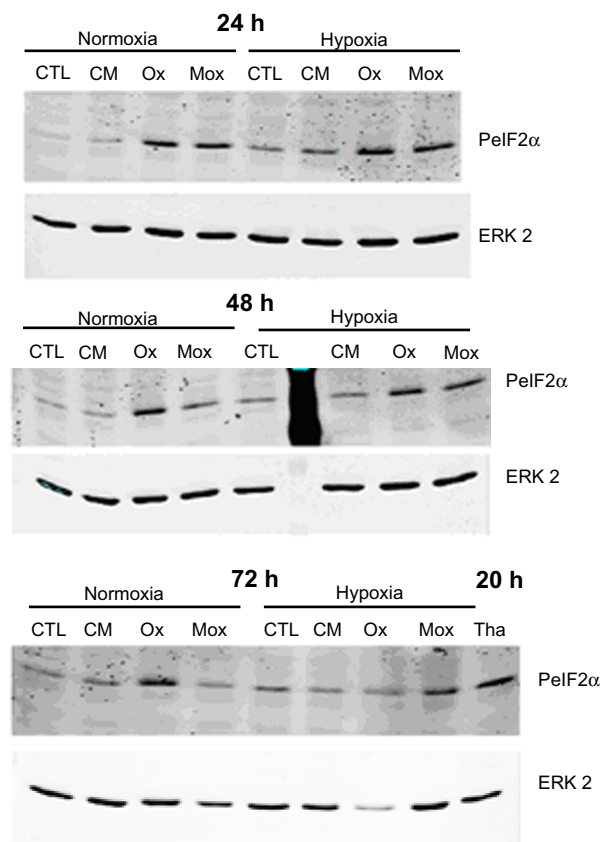 24 h
Normoxia Hypoxia
CTL CM Ox Mox CTL CM Ox Mox
PeIF2α
ERK 2
48 h
Normoxia Hypoxia
CTL CM Ox Mox CTL CM Ox Mox
PeIF2α
ERK 2
72 h 20 h
Normoxia Hypoxia
CTL CM Ox Mox CTL CM Ox Mox Tha
PeIF2α
ERK 2